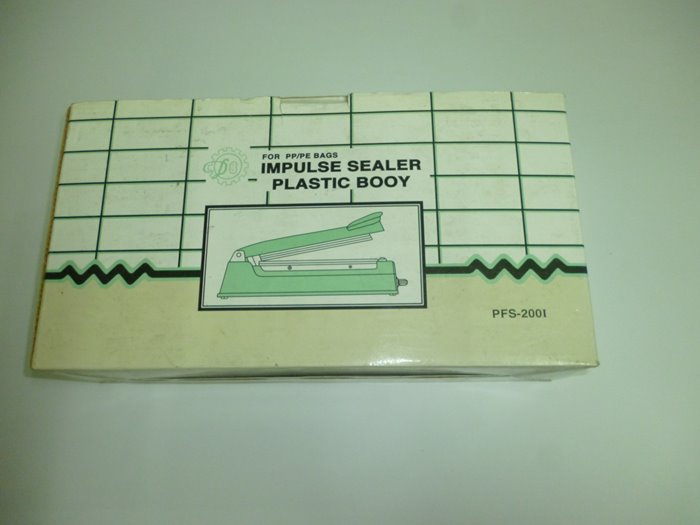 FOR PP/PE BAGS
IMPULSE SEALER
PLASTIC BOOY
PFS-200I